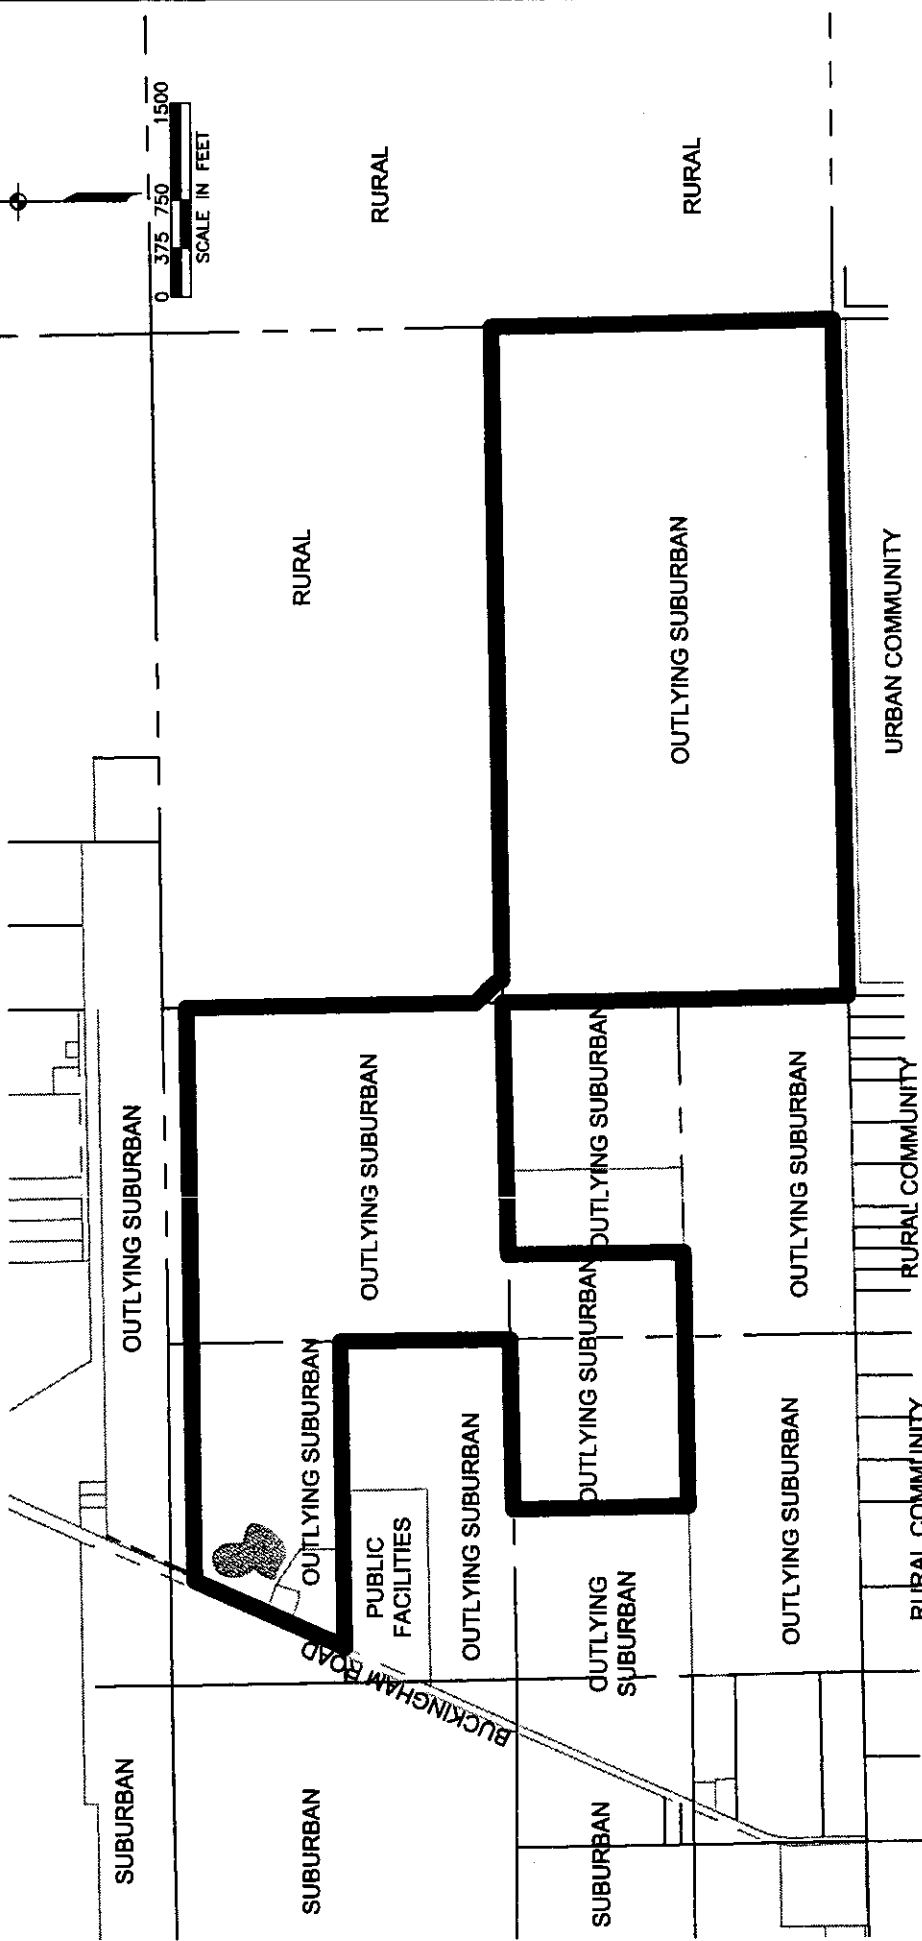 0 375 750 1500
SCALE IN FEET
RURAL
RURAL
RURAL
OUTLYING SUBURBAN
URBAN COMMUNITY
OUTLYING SUBURBAN
OUTLYING SUBURBAN
OUTLYING SUBURBAN
OUTLYING SUBURBAN
RURAL COMMUNITY
OUTLYING SUBURBAN
OUTLYING SUBURBAN
PUBLIC
FACILITIES
OUTLYING SUBURBAN
OUTLYING
SUBURBAN
OUTLYING SUBURBAN
RURAL COMMUNITY
BUCKINGHAM ROAD
SUBURBAN
SUBURBAN
SUBURBAN